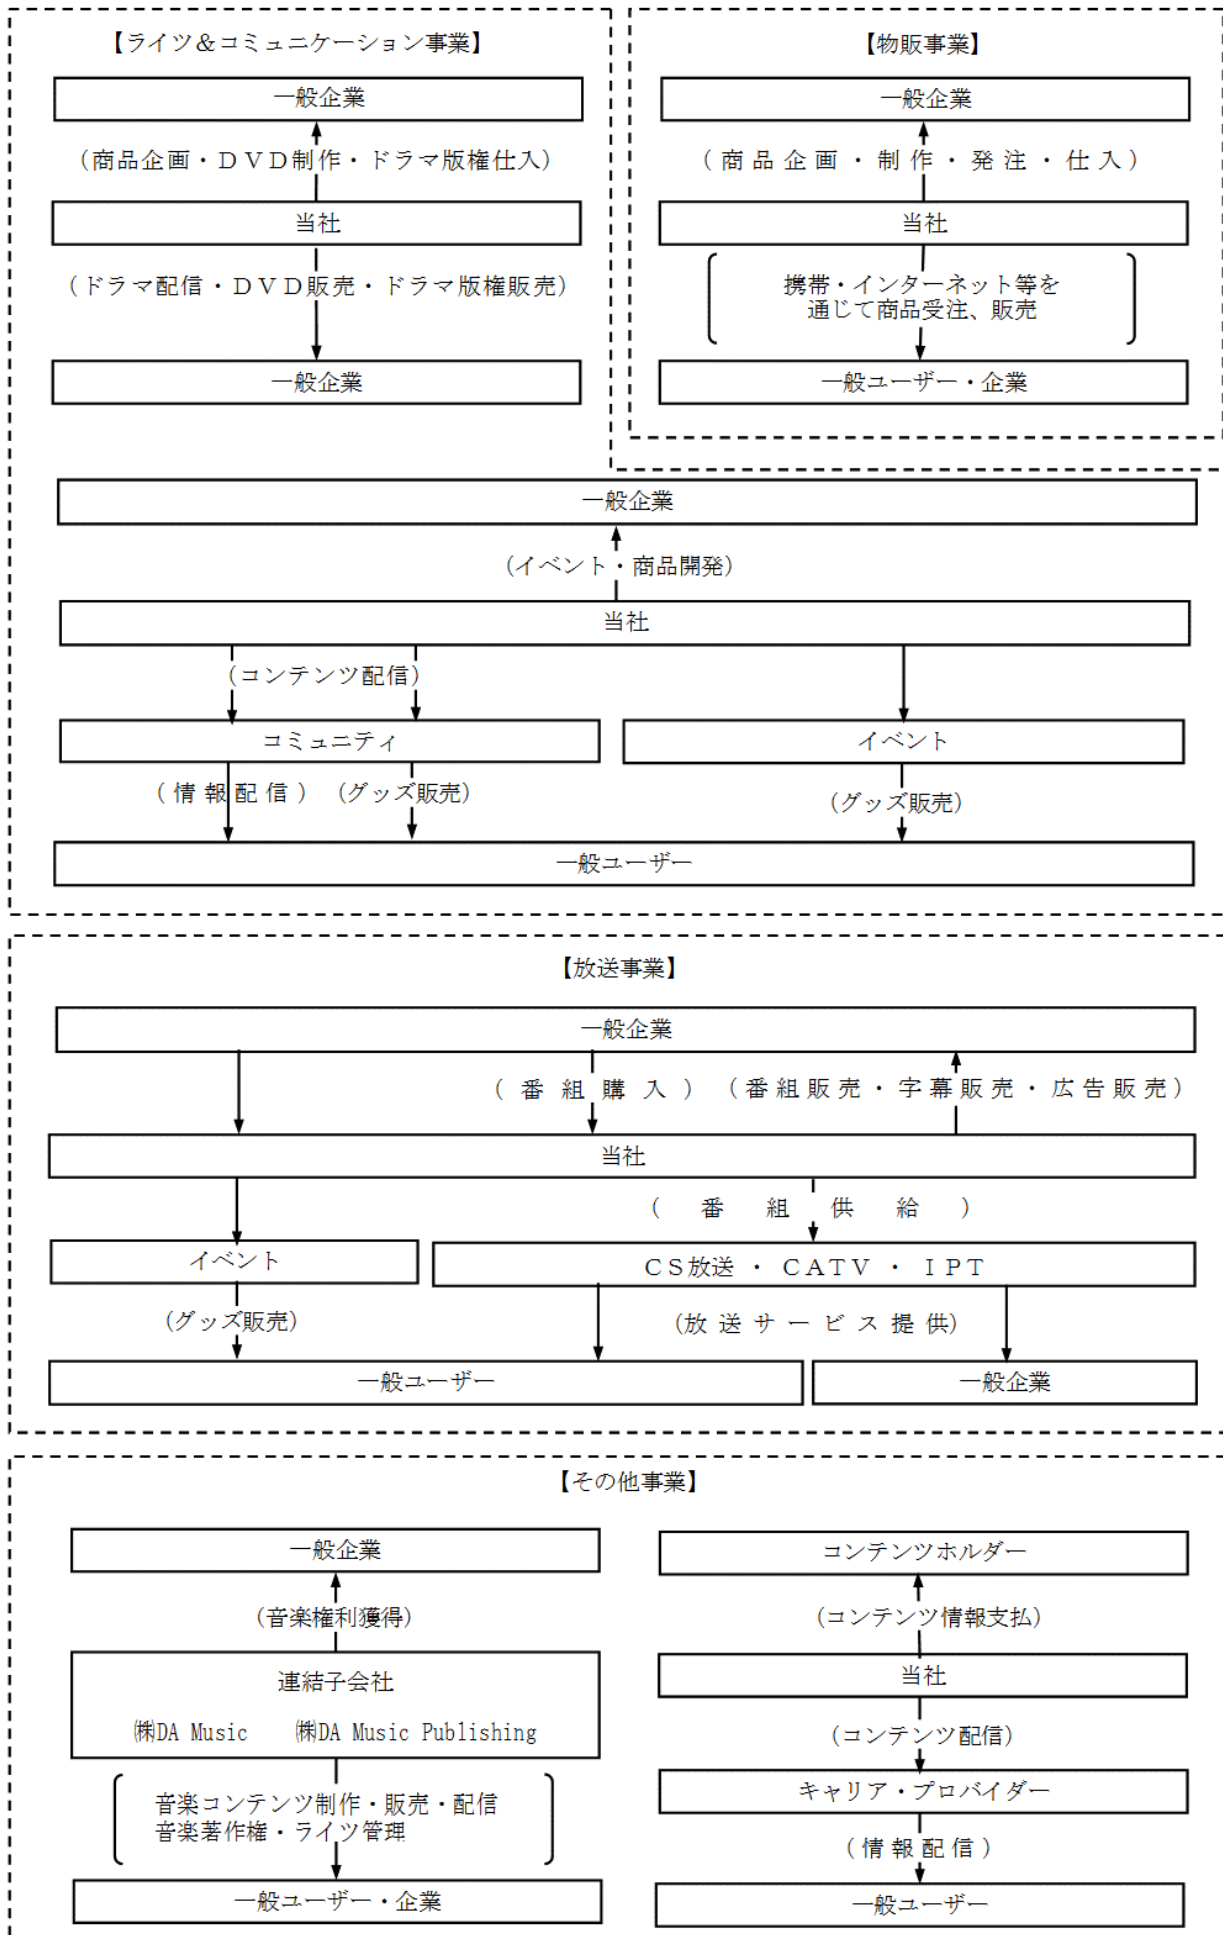 【ライツ＆コミュニケーション事業】
一般企業
（商品企画・ＤＶＤ制作・ドラマ版権仕入）
当社
（ドラマ配信・ＤＶＤ販売・ドラマ版権販売）
一般企業
【物販事業】
一般企業
（商品企画・制作・発注・仕入）
当社
携帯・インターネット等を
通じて商品受注、販売
一般ユーザー・企業
一般企業
（イベント・商品開発）
当社
（コンテンツ配信）
コミュニティ
イベント
（情報配信）（グッズ販売）
（グッズ販売）
一般ユーザー
【放送事業】
一般企業
（番組購入）（番組販売・字幕販売・広告販売）
当社
（番組供給）
イベント
ＣＳ放送 ・ ＣＡＴＶ ・ ＩＰＴ
（グッズ販売）
（放送サービス提供）
一般ユーザー
一般企業
【その他事業】
一般企業
（音楽権利獲得）
連結子会社
㈱DA Music ㈱DA Music Publishing
音楽コンテンツ制作・販売・配信
音楽著作権・ライツ管理
一般ユーザー・企業
コンテンツホルダー
（コンテンツ情報支払）
当社
（コンテンツ配信）
キャリア・プロバイダー
（情報配信）
一般ユーザー